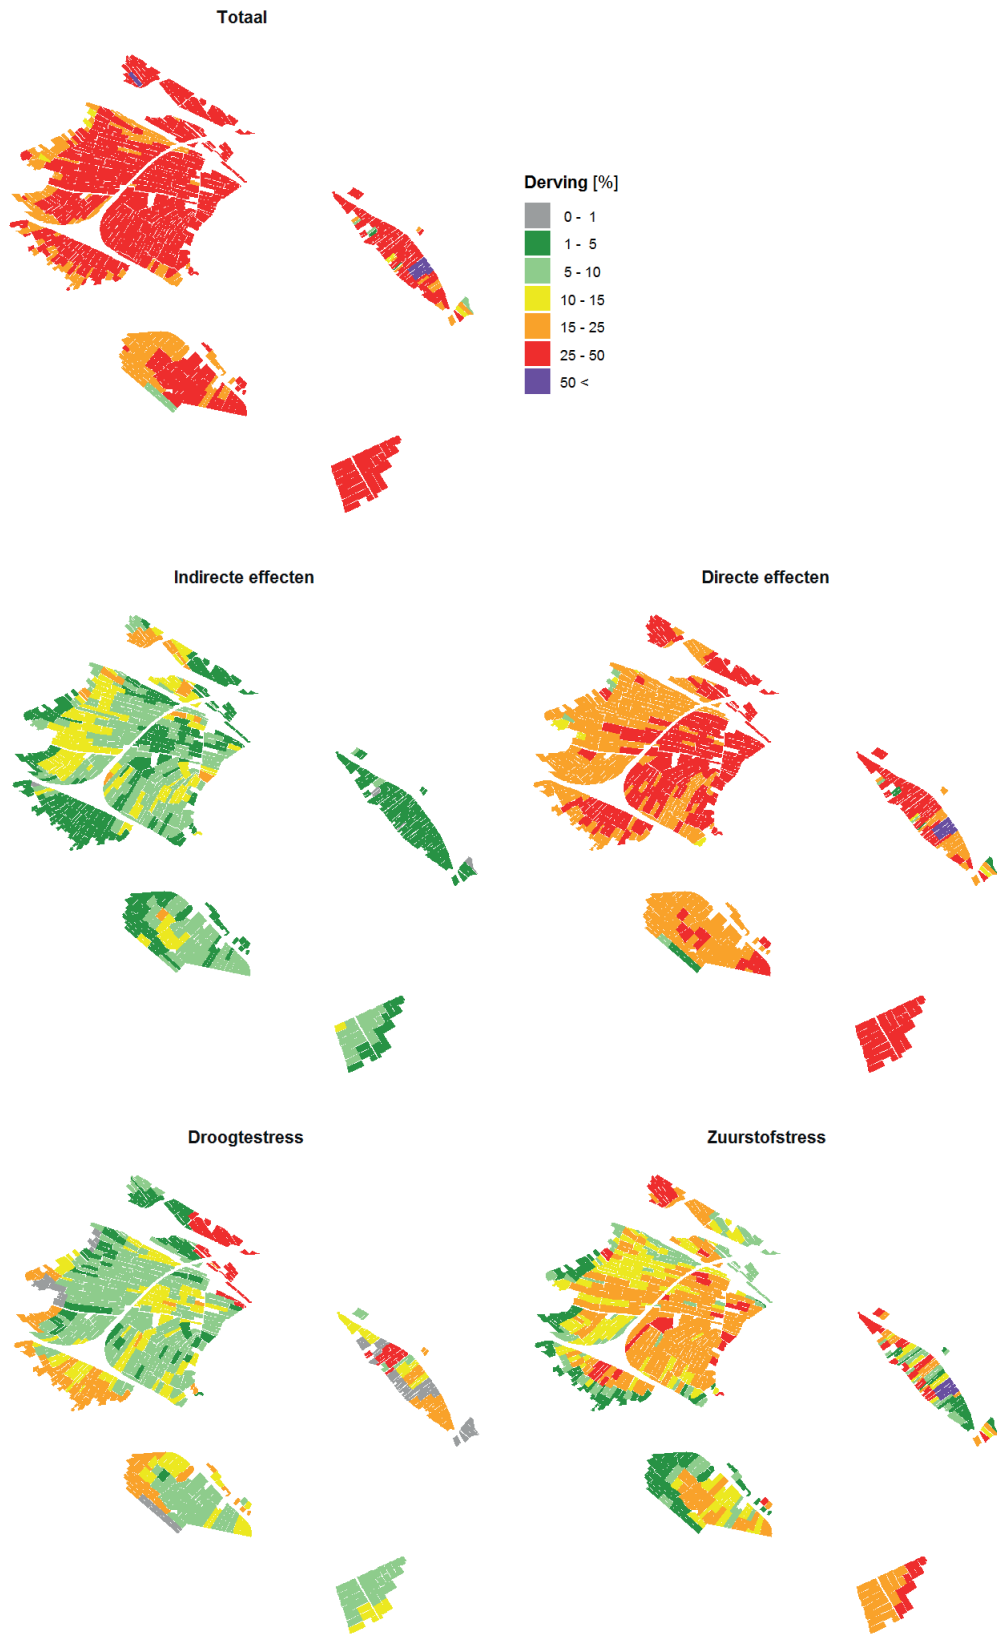 Totaal
Derving [%]
0 - 1
1 - 5
5 - 10
10 - 15
15 - 25
25 - 50
50 <
Indirecte effecten
Directe effecten
Droogtestress
Zuurstofstress